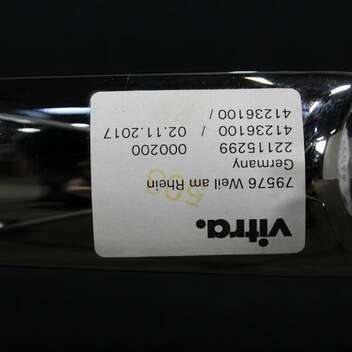 vitra.
79576 Weil am Rhein
Germany
22115299 000200
41236100 / 02.11.2017
41236100 /